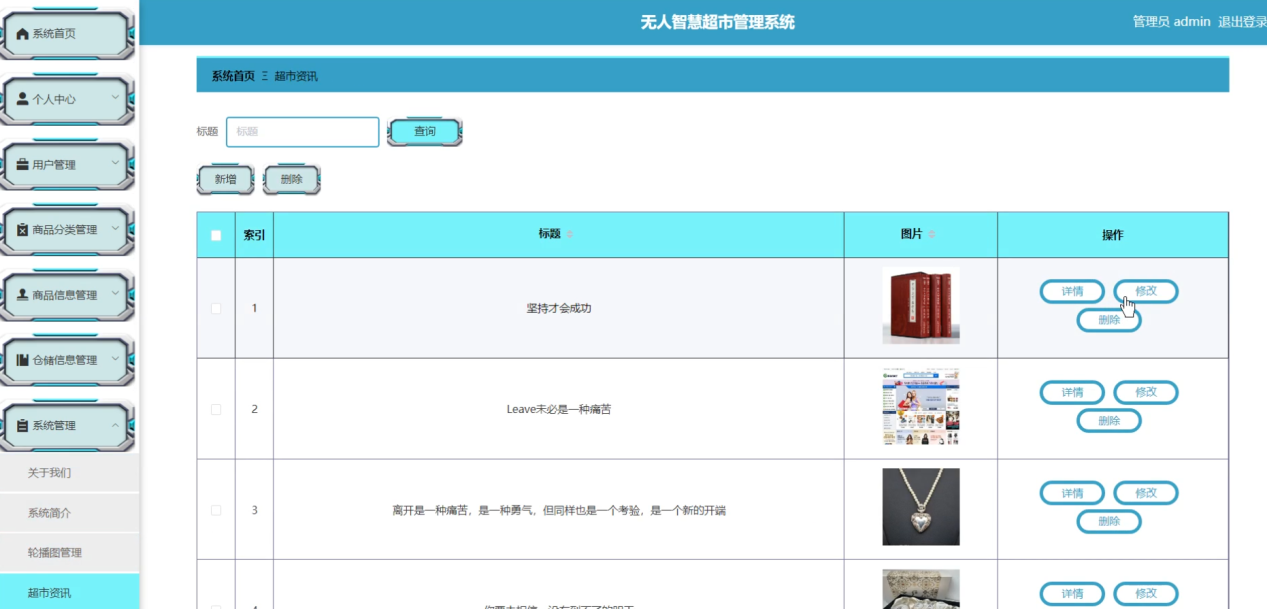 无人智慧超市管理系统
管理员 admin 退出登录
系统首页
个人中心
用户管理
商品分类管理
商品信息管理
仓储信息管理
系统管理
关于我们
系统简介
轮播图管理
超市资讯
系统首页 Ξ 超市资讯
标题 标题 查询
新增 删除
索引 标题 图片 操作
1 坚持才会成功 详情 修改
删除
2 Leave未必是一种痛苦 详情 修改
删除
3 离开是一种痛苦，是一种勇气，但同样也是一个考验，是一个新的开端 详情 修改
删除
详情 修改